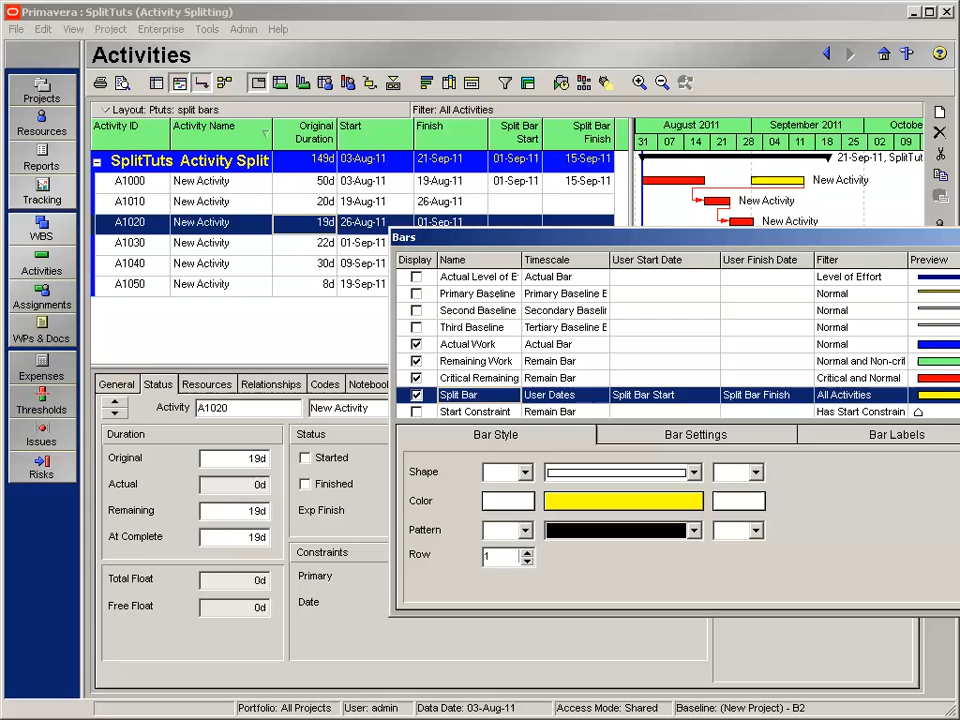 Primavera : SplitTuts (Activity Splitting)
File Edit View Project Enterprise Tools Admin Help
Activities
Projects
Resources
Reports
Tracking
WBS
Activities
Assignments
WPs & Docs
Expenses
Thresholds
Issues
Risks
Layout: Ptuts: split bars Filter: All Activities
Activity ID Activity Name Original Duration Start Finish Split Bar Start Split Bar Finish
August 2011 September 2011 Octobe
31 07 14 21 28 04 11 18 25 02 09
SplitTuts Activity Split 149d 03-Aug-11 21-Sep-11 01-Sep-11 15-Sep-11 21-Sep-11, SplitTut
A1000 New Activity 50d 03-Aug-11 19-Aug-11 01-Sep-11 15-Sep-11 New Activity
A1010 New Activity 20d 19-Aug-11 26-Aug-11 New Activity
A1020 New Activity 19d 26-Aug-11 01-Sep-11 New Activity
A1030 New Activity 22d 01-Sep-11
A1040 New Activity 30d 09-Sep-11
A1050 New Activity 8d 17-Sep-11
Bars
Display Name Timescale User Start Date User Finish Date Filter Preview
Actual Level of E Actual Bar Level of Effort
Primary Baseline Primary Baseline E Normal
Second Baseline Secondary Baselir Normal
Third Baseline Tertiary Baseline E Normal
Actual Work Actual Bar Normal
Remaining Work Remain Bar Normal and Non-crit
Critical Remaining Remain Bar Critical and Normal
Split Bar User Dates Split Bar Start Split Bar Finish All Activities
Start Constraint Remain Bar Has Start Constrain
Bar Style Bar Settings Bar Labels
Shape
Color
Pattern
Row 1
General Status Resources Relationships Codes Notebool
Activity A1020 New Activity
Duration
Original 19d
Actual 0d
Remaining 19d
At Complete 19d
Total Float 0d
Free Float 0d
Status
Started
Finished
Exp Finish
Constraints
Primary
Date
Portfolio: All Projects User: admin Data Date: 03-Aug-11 Access Mode: Shared Baseline: (New Project) - B2